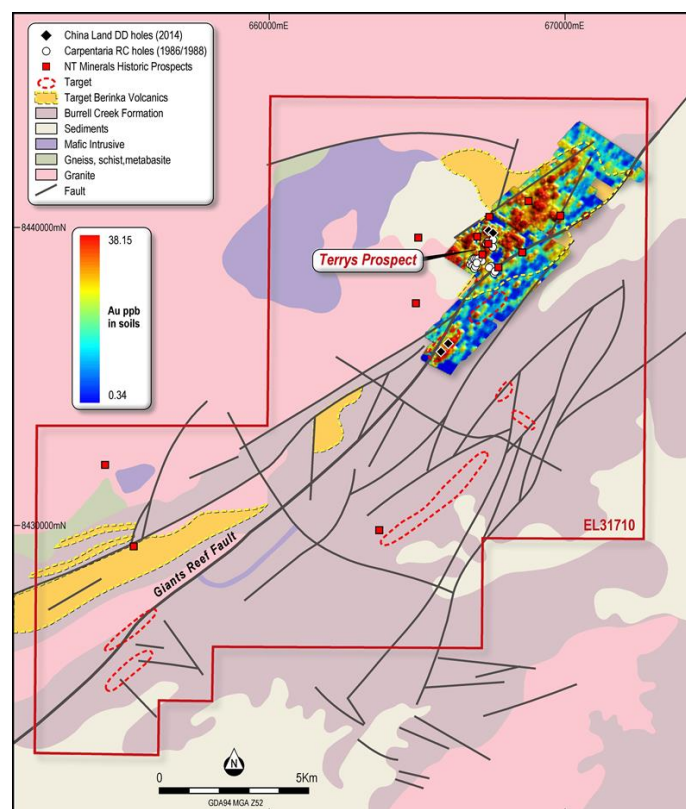 660000mE
670000mE
China Land DD holes (2014)
Carpentaria RC holes (1986/1988)
NT Minerals Historic Prospects
Target
Target Berinka Volcanics
Burrell Creek Formation
Sediments
Mafic Intrusive
Gneiss, schist,metabasite
Granite
Fault
8440000mN
38.15
Au ppb
in soils
0.34
Terrys Prospect
8430000mN
EL31710
Giants Reef Fault
N
0
5Km
GDA94 MGA Z52